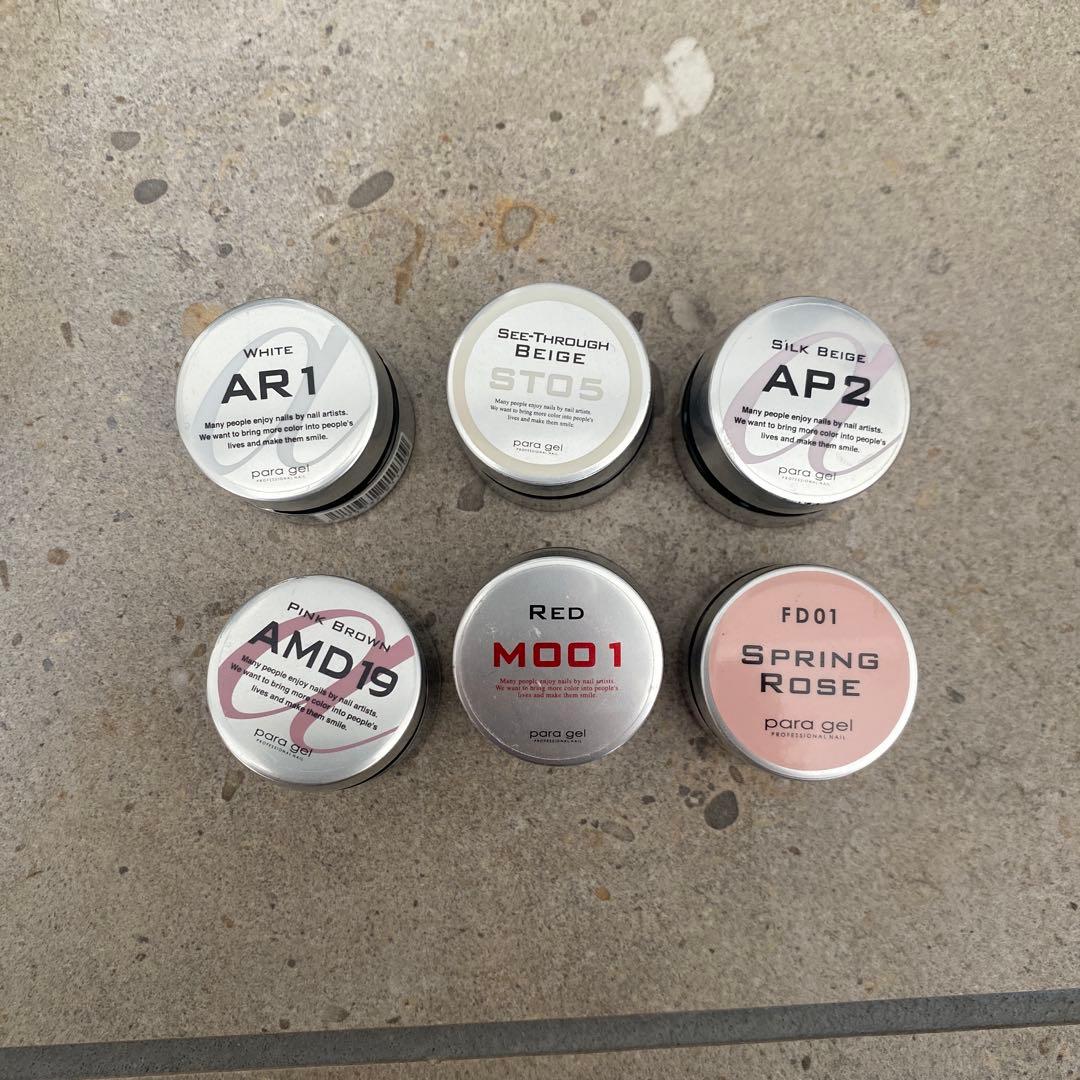 WHITE
AR1
Many people enjoy nails by nail artists.
We want to bring more color into people's
lives and make them smile.
para gel
PROFESSIONAL NAIL
SEE-THROUGH
BEIGE
ST05
Many people enjoy nails by nail artists.
We want to bring more color into people's
lives and make them smile.
para gel
PROFESSIONAL NAIL
SILK BEIGE
AP2
Many people enjoy nails by nail artists.
We want to bring more color into people's
lives and make them smile.
para gel
PROFESSIONAL NAIL
PINK BROWN
AMD19
Many people enjoy nails by nail artists.
We want to bring more color into people's
lives and make them smile.
para gel
PROFESSIONAL NAIL
RED
M001
Many people enjoy nails by nail artists.
We want to bring more color into people's
lives and make them smile.
para gel
PROFESSIONAL NAIL
FD01
SPRING
ROSE
para gel
PROFESSIONAL NAIL